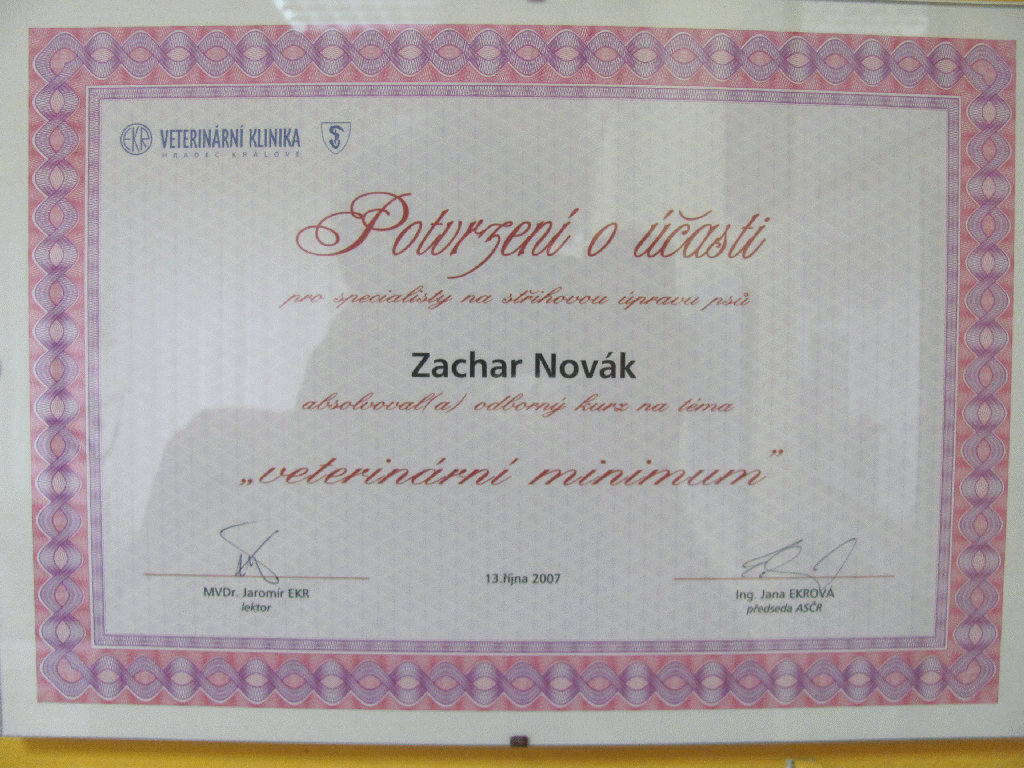 EKR VETERINÁRNÍ KLINIKA
HRADEC KRÁLOVÉ
Potvrzení o účasti
pro specialisty na střihovou úpravu psů
Zachar Novák
absolvoval(a) odborný kurz na téma
„veterinární minimum”
13.října 2007
MVDr. Jaromír EKR
lektor
Ing. Jana EKROVÁ
předseda ASČR